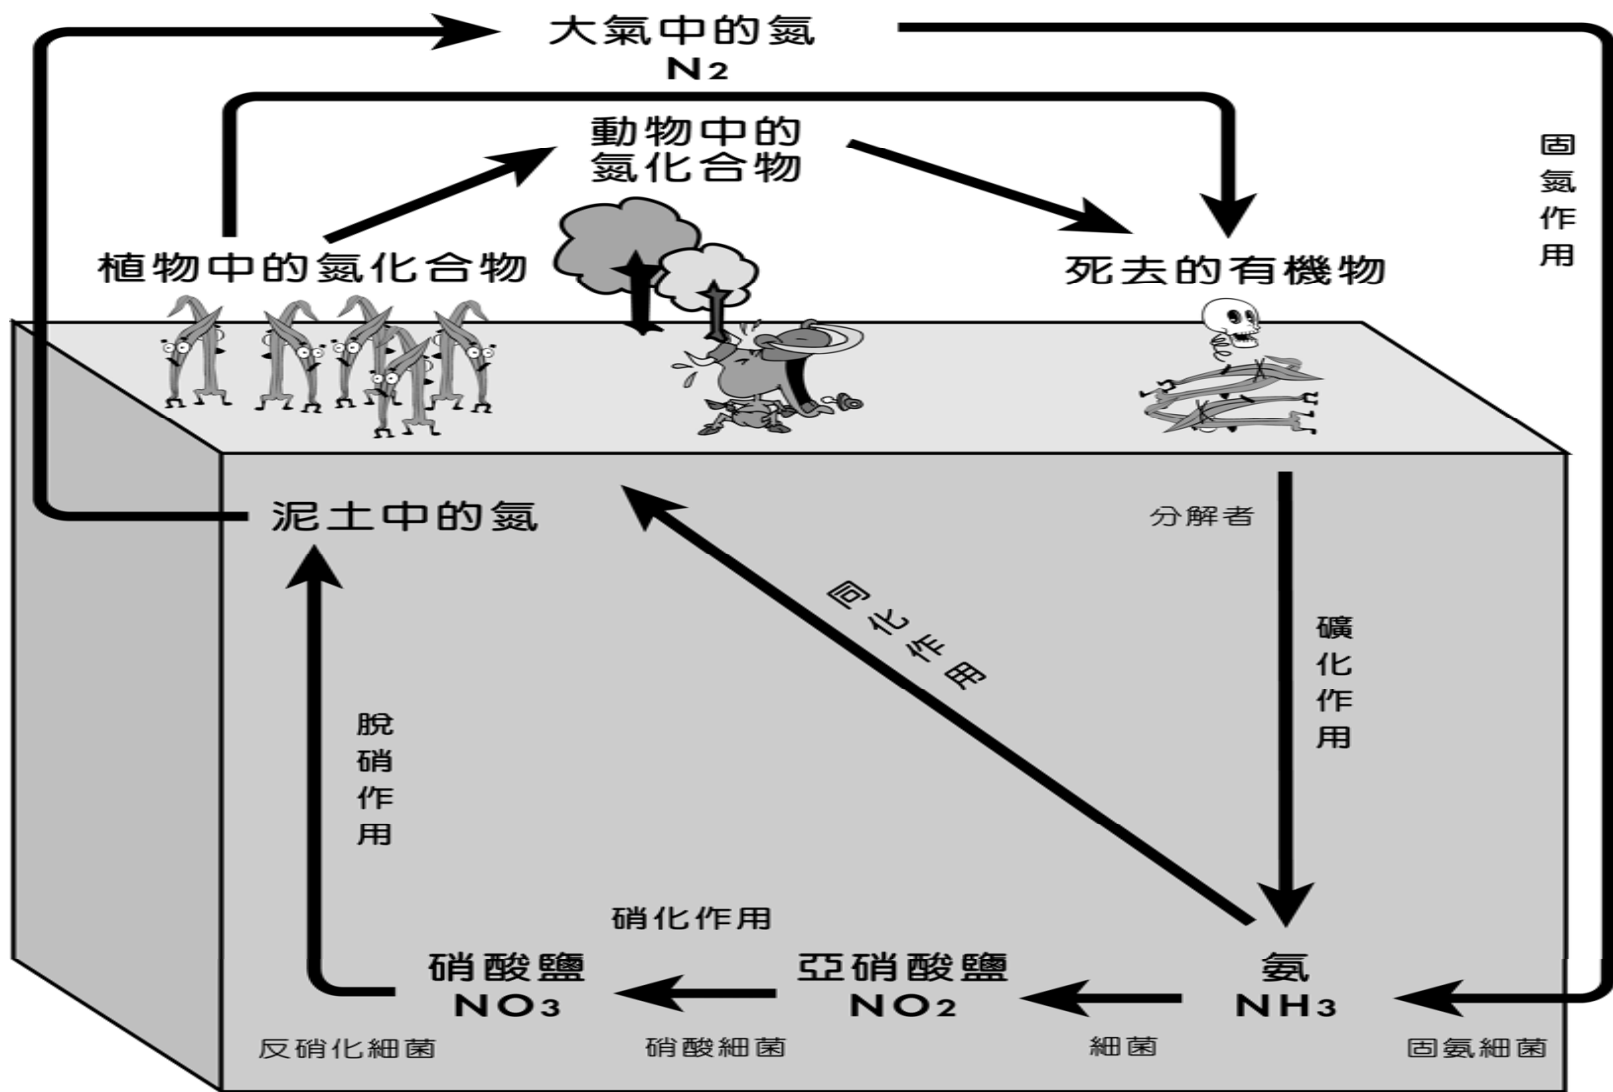 大氣中的氮
N2
動物中的
氮化合物
固氮作用
植物中的氮化合物
死去的有機物
泥土中的氮
分解者
同化作用
礦化作用
脫硝作用
硝化作用
硝酸鹽
NO3
亞硝酸鹽
NO2
氨
NH3
反硝化細菌
硝酸細菌
細菌
固氨細菌